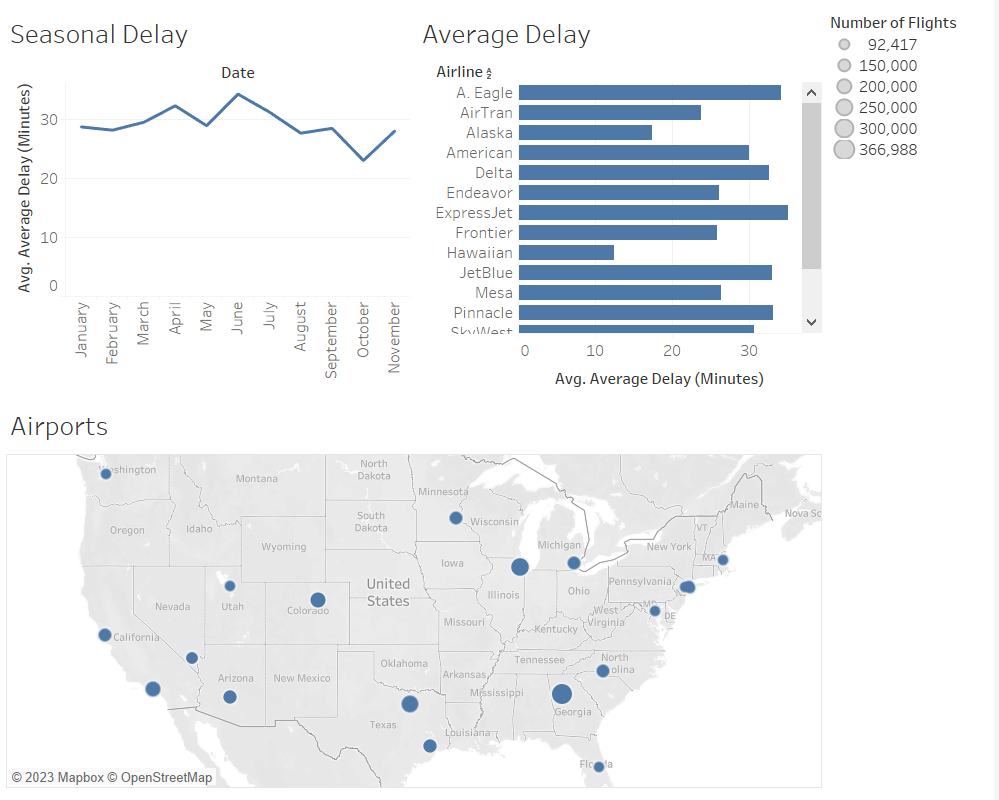 Seasonal Delay
Date
Avg. Average Delay (Minutes)
30
20
10
0
January
February
March
April
May
June
July
August
September
October
November
Average Delay
Airline
A. Eagle
AirTran
Alaska
American
Delta
Endeavor
ExpressJet
Frontier
Hawaiian
JetBlue
Mesa
Pinnacle
SkyWest
0 10 20 30
Avg. Average Delay (Minutes)
Number of Flights
92,417
150,000
200,000
250,000
300,000
366,988
Airports
Washington
Montana
North
Dakota
Minnesota
Oregon
Idaho
South
Dakota
Wisconsin
Michigan
Maine
Nova Sc
VT
New York
MA
Wyoming
Iowa
Nevada
Utah
Colorado
United
States
Illinois
Ohio
Pennsylvania
West
Virginia
DE
California
Missouri
Kentucky
Arizona
New Mexico
Oklahoma
Arkansas
Tennessee
North
olina
Mississippi
Georgia
Texas
Louisiana
© 2023 Mapbox © OpenStreetMap